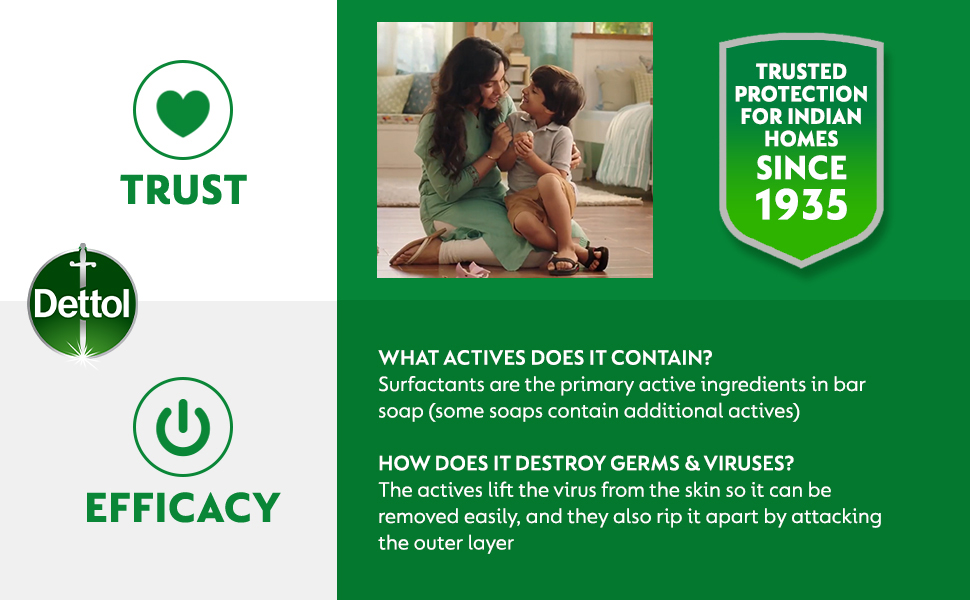 TRUST
TRUSTED
PROTECTION
FOR INDIAN
HOMES
SINCE
1935
Dettol
EFFICACY
WHAT ACTIVES DOES IT CONTAIN?
Surfactants are the primary active ingredients in bar
soap (some soaps contain additional actives)
HOW DOES IT DESTROY GERMS & VIRUSES?
The actives lift the virus from the skin so it can be
removed easily, and they also rip it apart by attacking
the outer layer